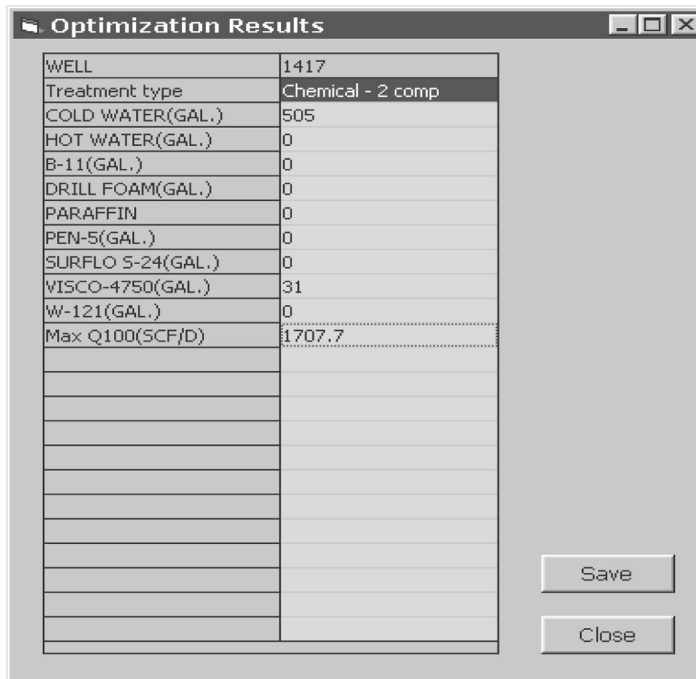 Optimization Results
WELL 1417
Treatment type Chemical - 2 comp
COLD WATER(GAL.) 505
HOT WATER(GAL.) 0
B-11(GAL.) 0
DRILL FOAM(GAL.) 0
PARAFFIN 0
PEN-5(GAL.) 0
SURFLO S-24(GAL.) 0
VISCO-4750(GAL.) 31
W-121(GAL.) 0
Max Q100(SCF/D) 1707.7
Save
Close